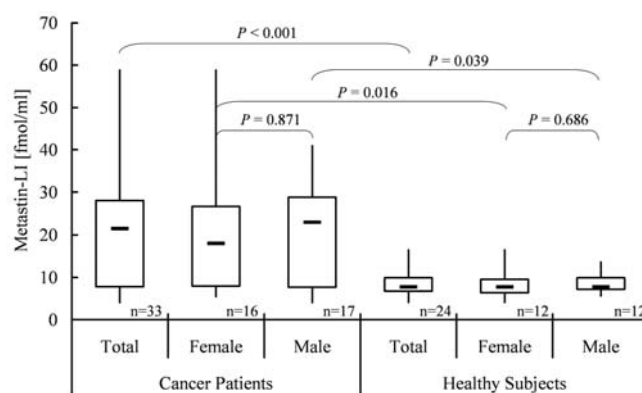 70
P < 0.001
60
P = 0.039
P = 0.016
50
P = 0.871
P = 0.686
40
30
20
10
0
Metastin-LI [fmol/ml]
n=33 n=16 n=17 n=24 n=12 n=12
Total Female Male Total Female Male
Cancer Patients Healthy Subjects